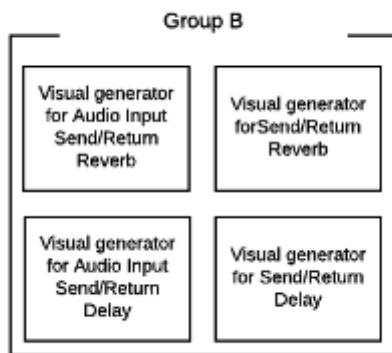 Group B
Visual generator
for Audio Input
Send/Return
Reverb
Visual generator
forSend/Return
Reverb
Visual generator
for Audio Input
Send/Return
Delay
Visual generator
for Send/Return
Delay